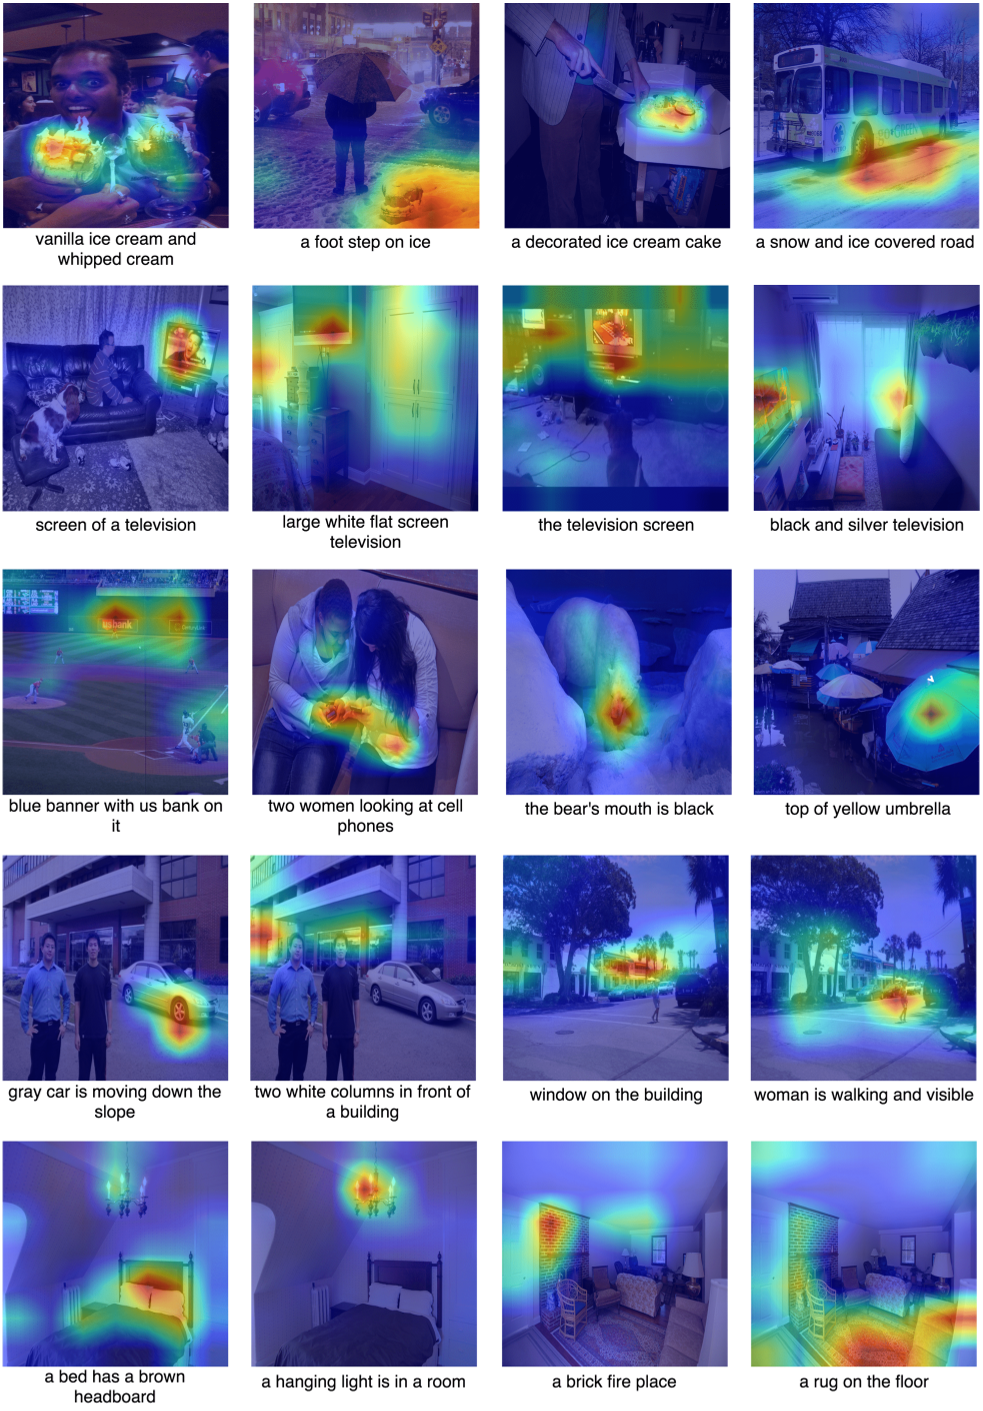 vanilla ice cream and
whipped cream
a foot step on ice
a decorated ice cream cake
a snow and ice covered road
screen of a television
large white flat screen
television
the television screen
black and silver television
usbank
blue banner with us bank on
it
two women looking at cell
phones
the bear's mouth is black
top of yellow umbrella
gray car is moving down the
slope
two white columns in front of
a building
window on the building
woman is walking and visible
a bed has a brown
headboard
a hanging light is in a room
a brick fire place
a rug on the floor